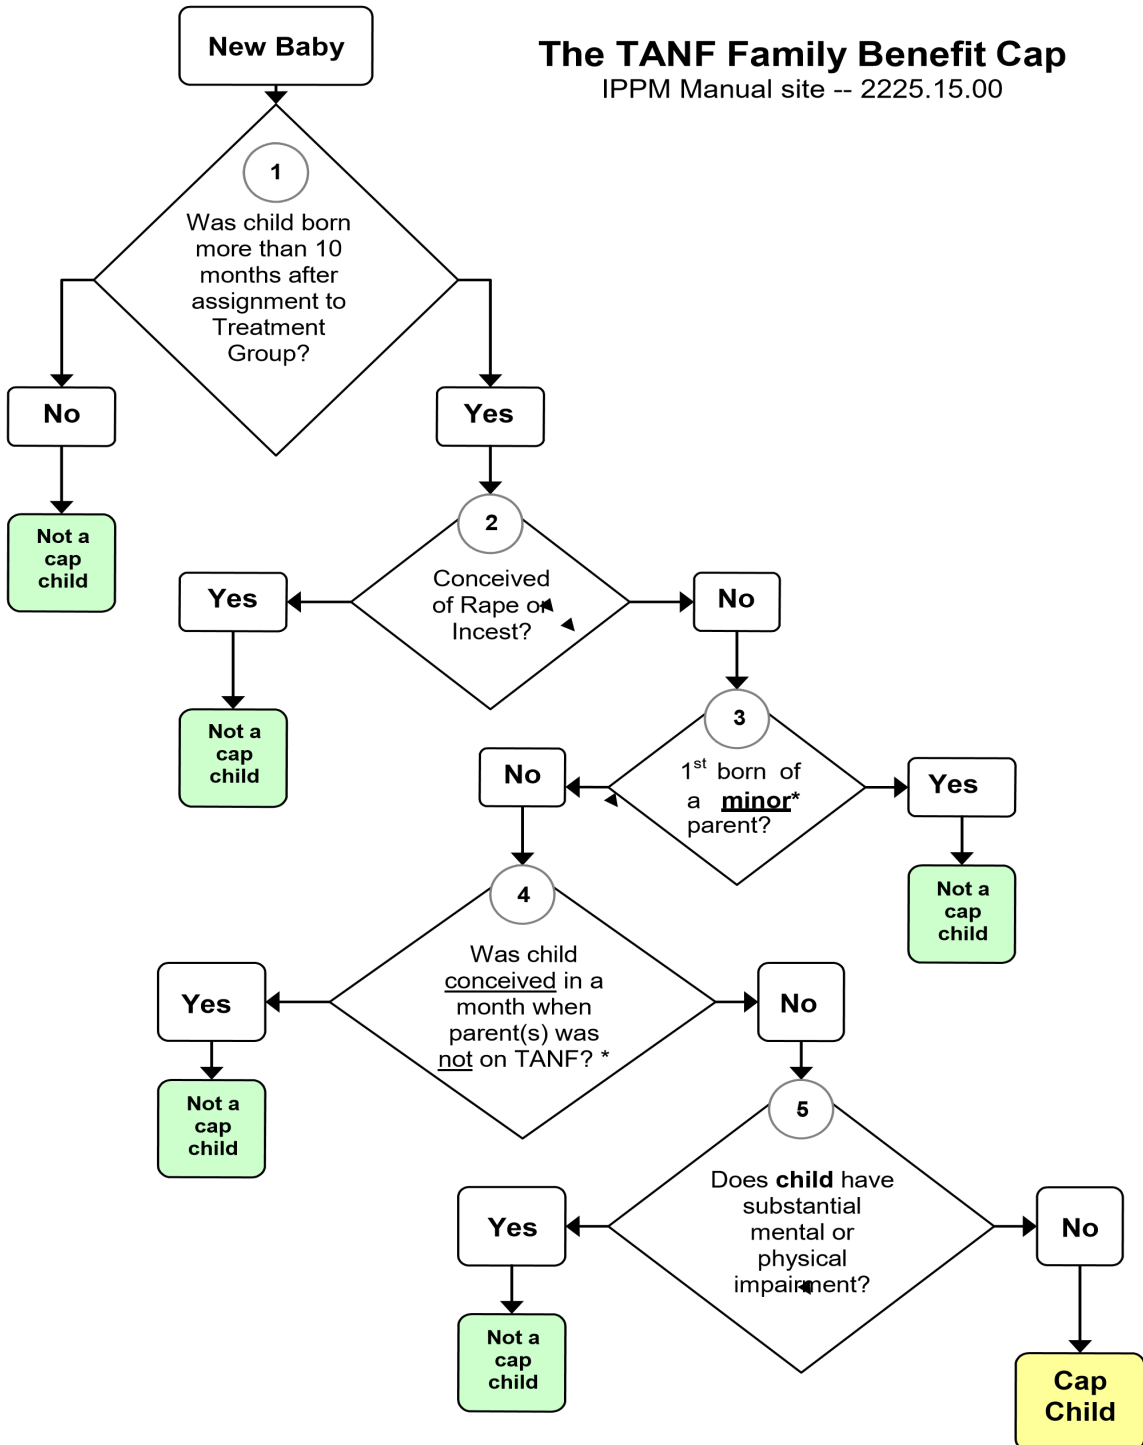 New Baby
The TANF Family Benefit Cap
IPPM Manual site -- 2225.15.00
1
Was child born
more than 10
months after
assignment to
Treatment
Group?
No
Yes
Not a
cap
child
2
Conceived
of Rape or
Incest?
Yes
No
Not a
cap
child
3
1st born of
a minor*
parent?
No
Yes
Not a
cap
child
4
Was child
conceived in a
month when
parent(s) was
not on TANF? *
Yes
No
Not a
cap
child
5
Does child have
substantial
mental or
physical
impairment?
Yes
No
Not a
cap
child
Cap
Child